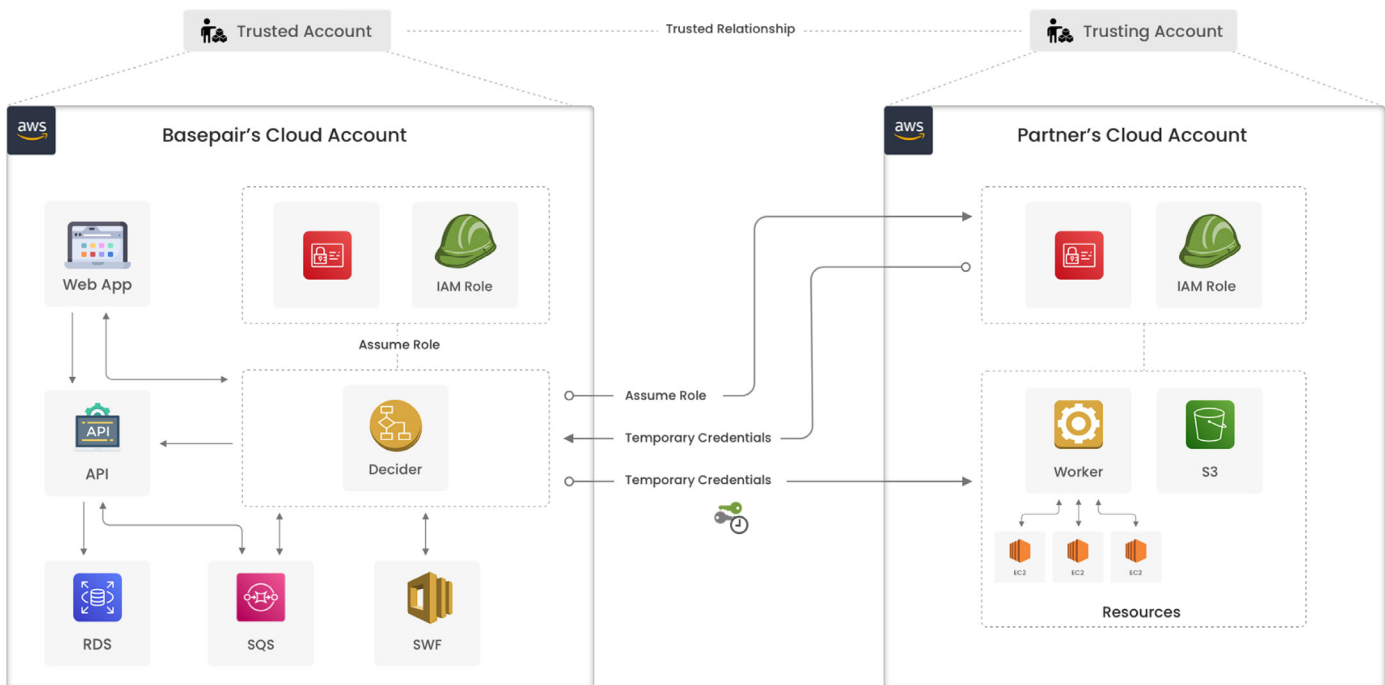 Trusted Account
Trusted Relationship
Trusting Account
aws
Basepair's Cloud Account
aws
Partner's Cloud Account
Web App
IAM Role
IAM Role
Assume Role
Assume Role
Temporary Credentials
Temporary Credentials
API
API
Decider
Worker
S3
EC2
EC2
EC2
Resources
RDS
SQS
SWF